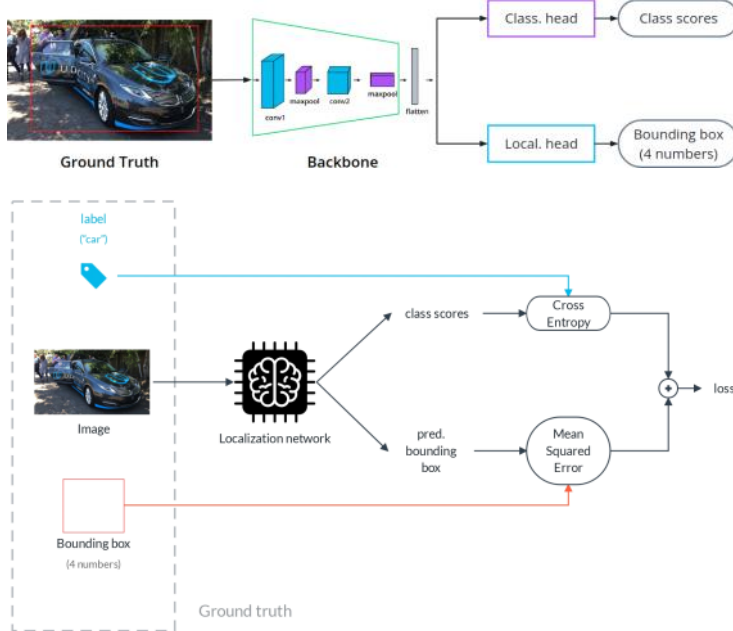 Class. head
Class scores
conv1
maxpool
conv2
maxpool
flatten
Local. head
Bounding box
(4 numbers)
Ground Truth
Backbone
label
("car")
class scores
Cross
Entropy
loss
Image
Localization network
pred.
bounding
box
Mean
Squared
Error
Bounding box
(4 numbers)
Ground truth